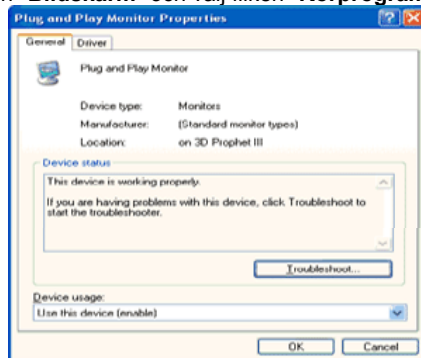 Plug and Play Monitor Properties
General Driver
Plug and Play Monitor
Device type: Monitors
Manufacturer: (Standard monitor types)
Location: on 3D Prophet III
Device status
This device is working properly.
If you are having problems with this device, click Troubleshoot to
start the troubleshooter.
Troubleshoot...
Device usage:
Use this device (enable)
OK Cancel